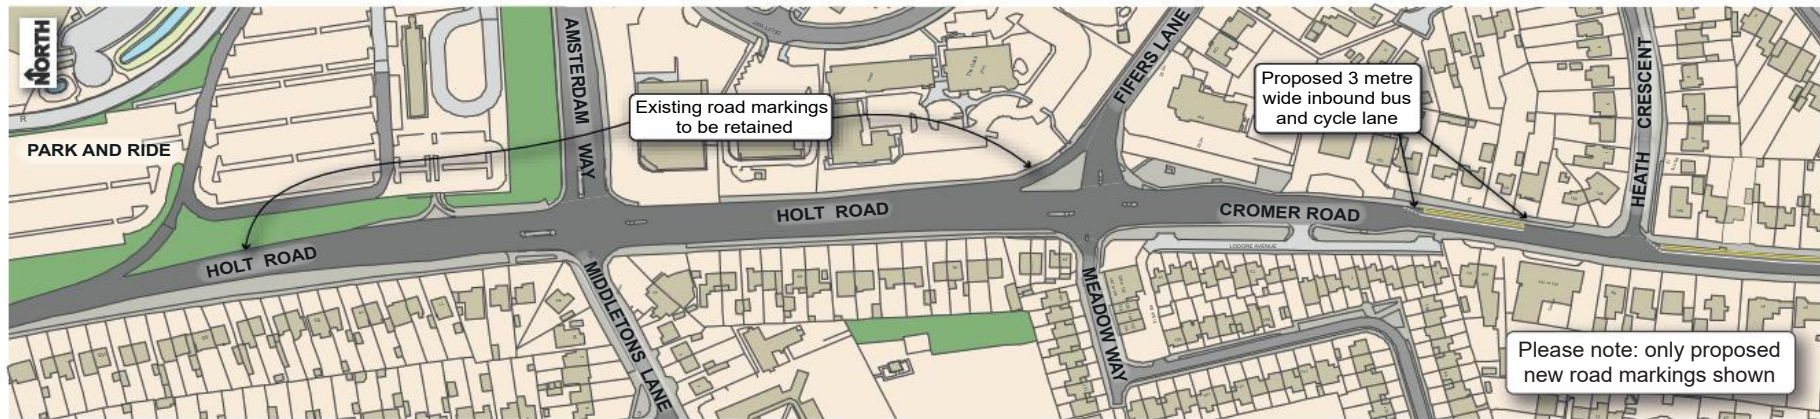 NORTH
PARK AND RIDE
AMSTERDAM WAY
Existing road markings
to be retained
FIFERS LANE
Proposed 3 metre
wide inbound bus
and cycle lane
HEATH CRESCENT
HOLT ROAD
HOLT ROAD
CROMER ROAD
LODORE AVENUE
MIDDLETONS LANE
MEADOW WAY
Please note: only proposed
new road markings shown